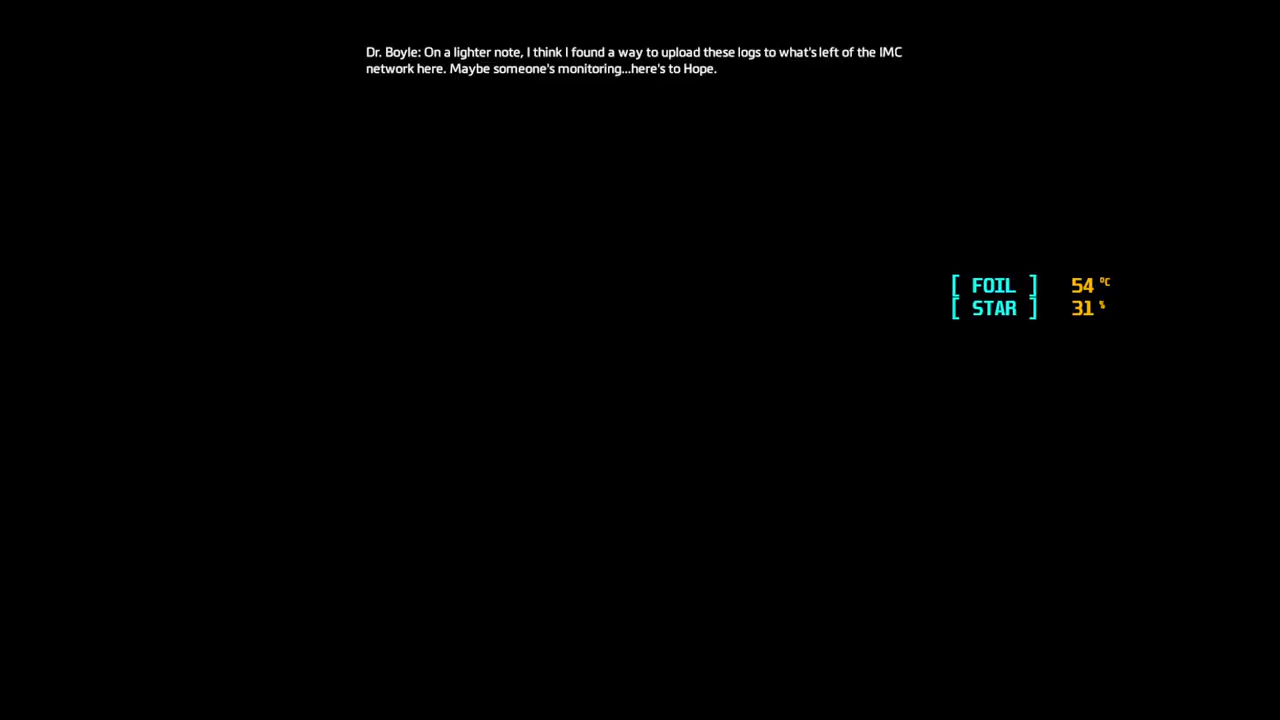 Dr. Boyle: On a lighter note, I think I found a way to upload these logs to what's left of the IMC
network here. Maybe someone's monitoring...here's to Hope.
[ FOIL ] 54 °C
[ STAR ] 31 %